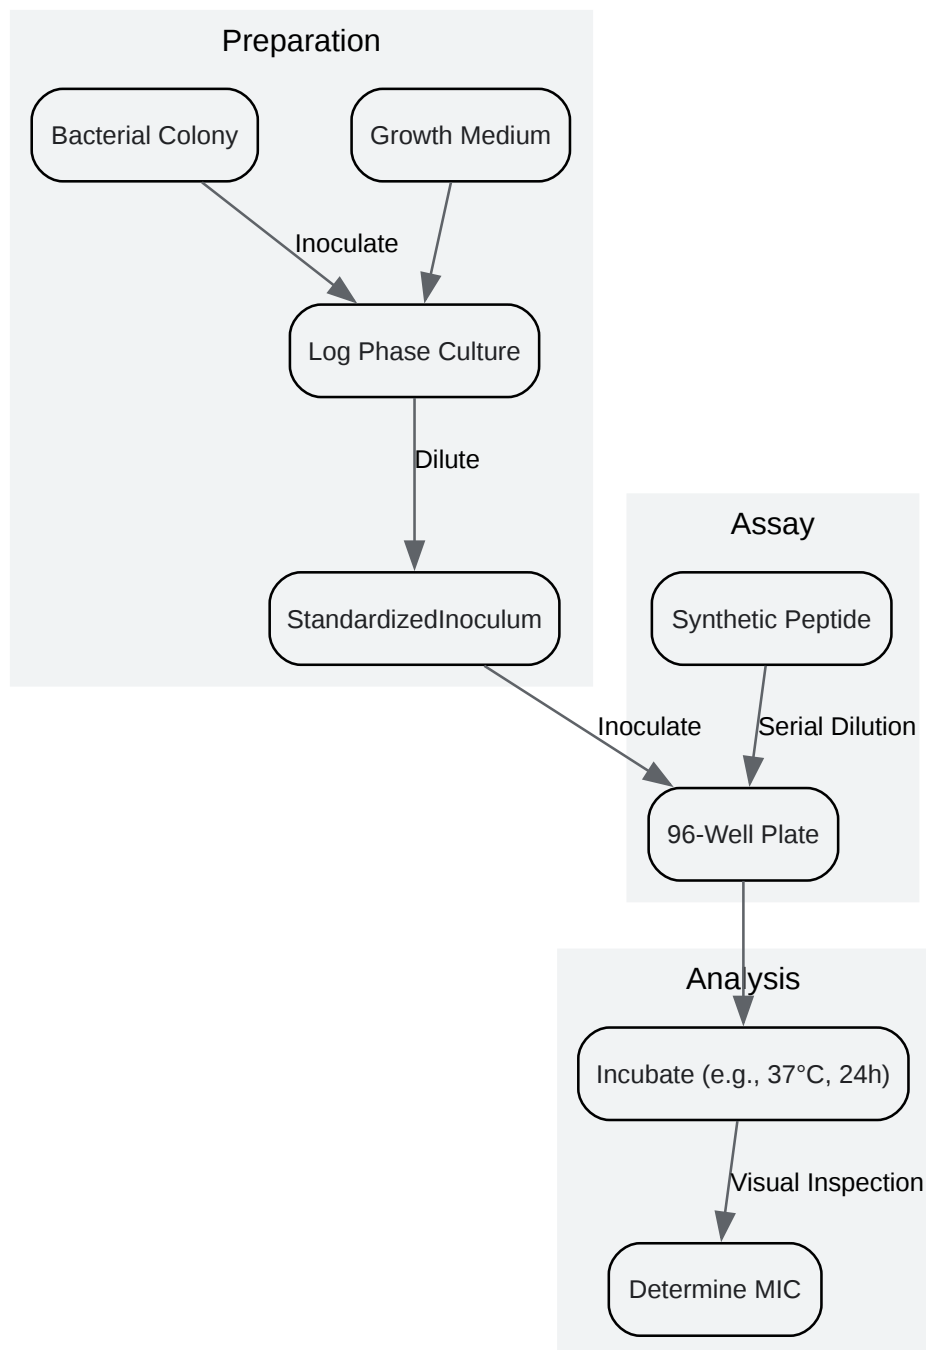 Preparation
Bacterial Colony
Growth Medium
Inoculate
Log Phase Culture
Dilute
StandardizedInoculum
Assay
Synthetic Peptide
Inoculate
Serial Dilution
96-Well Plate
Analysis
Incubate (e.g., 37°C, 24h)
Visual Inspection
Determine MIC